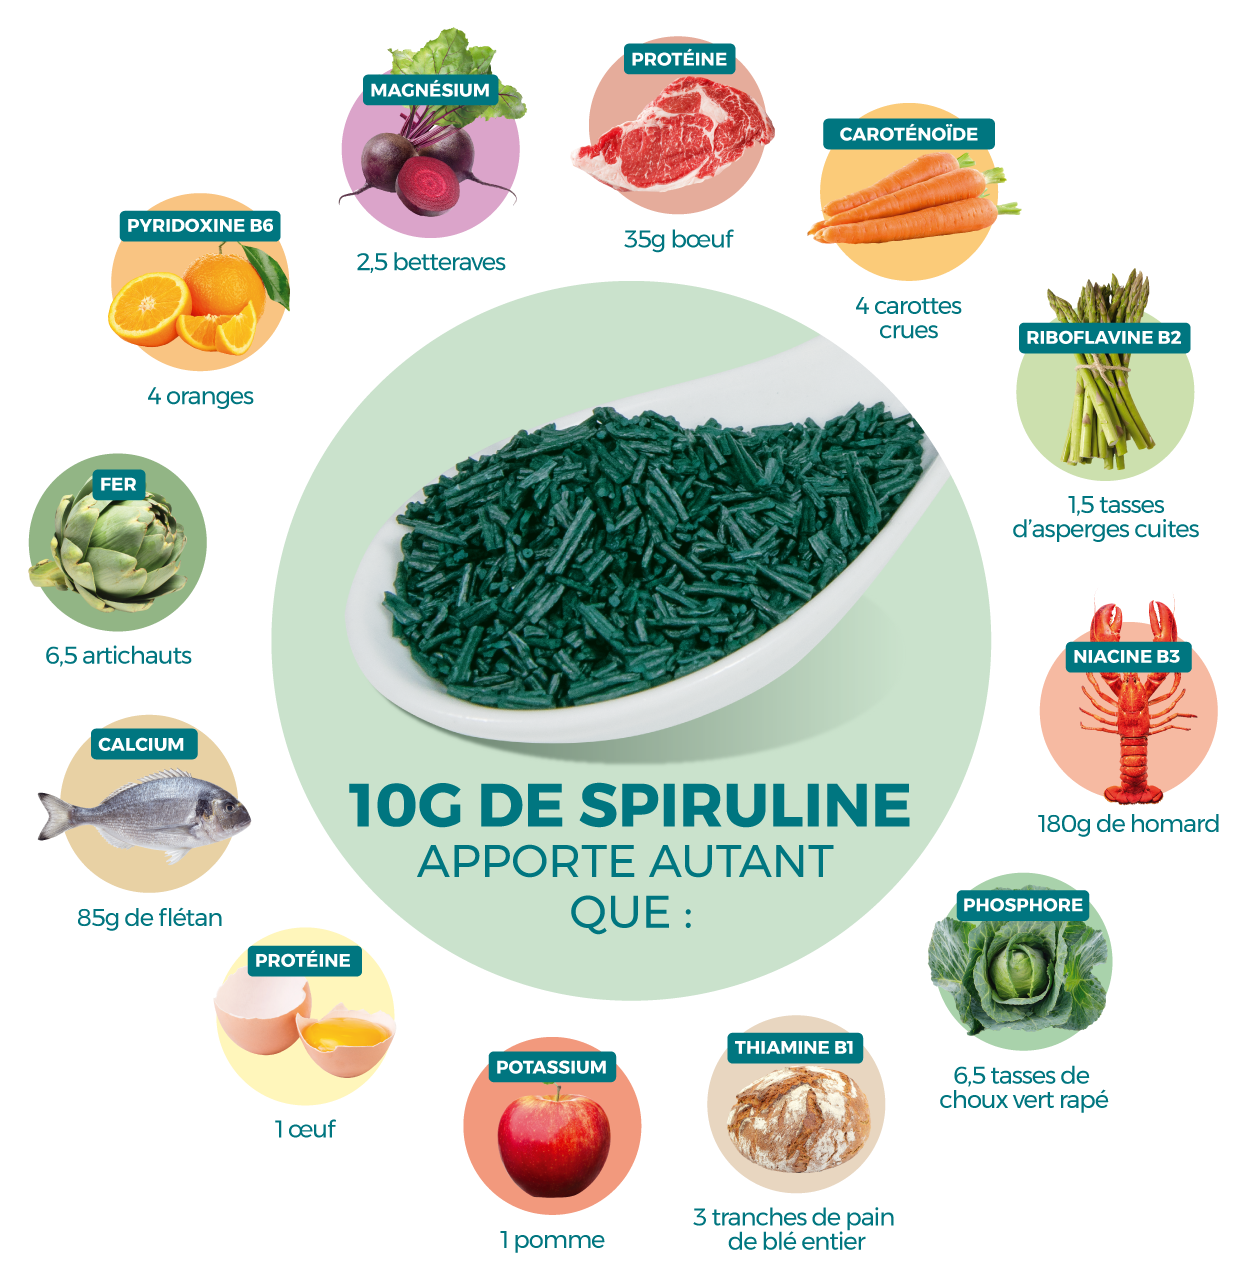 MAGNÉSIUM
2,5 betteraves
PROTÉINE
35g bœuf
CAROTÉNOÏDE
4 carottes
crues
RIBOFLAVINE B2
1,5 tasses
d'asperges cuites
NIACINE B3
180g de homard
PHOSPHORE
6,5 tasses de
choux vert rapé
THIAMINE B1
3 tranches de pain
de blé entier
POTASSIUM
1 pomme
PROTÉINE
1 œuf
CALCIUM
85g de flétan
FER
6,5 artichauts
PYRIDOXINE B6
4 oranges
10G DE SPIRULINE
APPORTE AUTANT
QUE :